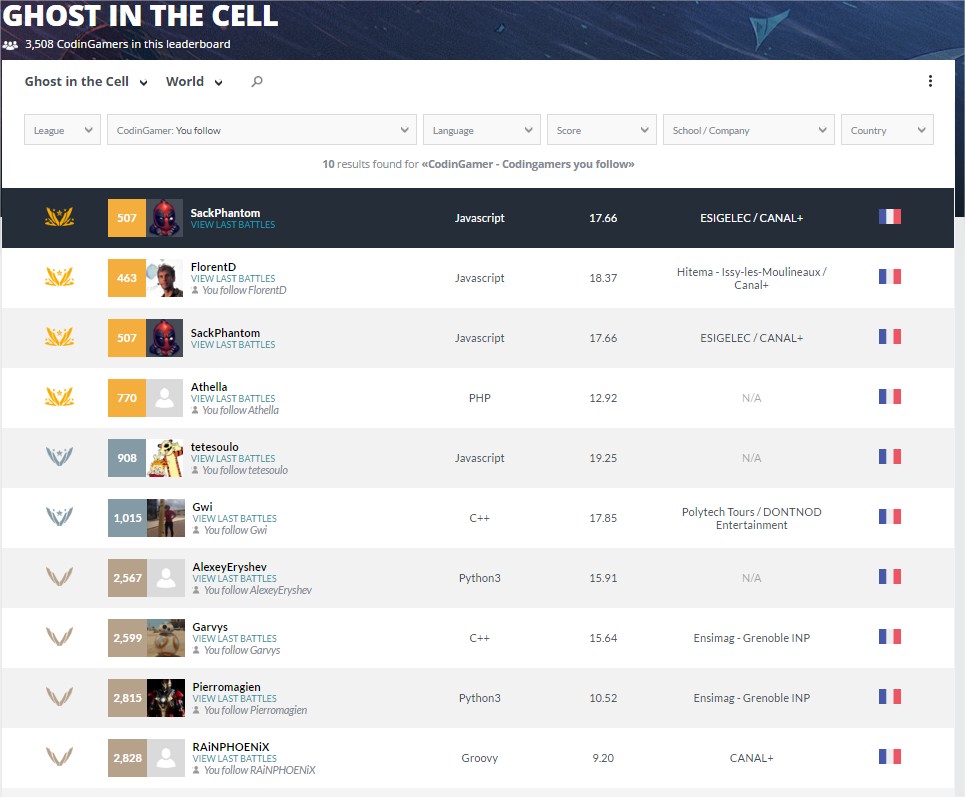 GHOST IN THE CELL
3,508 CodinGamers in this leaderboard
Ghost in the Cell World
League CodinGamer: You follow Language Score School / Company Country
10 results found for «CodinGamer - Codingamers you follow»
507 SackPhantom Javascript 17.66 ESIGELEC / CANAL+
VIEW LAST BATTLES
463 FlorentD Javascript 18.37 Hitema - Issy-les-Moulineaux /
VIEW LAST BATTLES Canal+
You follow FlorentD
507 SackPhantom Javascript 17.66 ESIGELEC / CANAL+
VIEW LAST BATTLES
770 Athella PHP 12.92 N/A
VIEW LAST BATTLES
You follow Athella
908 tetesoulo Javascript 19.25 N/A
VIEW LAST BATTLES
You follow tetesoulo
1,015 Gwi C++ 17.85 Polytech Tours / DONTNOD
VIEW LAST BATTLES Entertainment
You follow Gwi
2,567 AlexeyEryshev Python3 15.91 N/A
VIEW LAST BATTLES
You follow AlexeyEryshev
2,599 Garvys C++ 15.64 Ensimag - Grenoble INP
VIEW LAST BATTLES
You follow Garvys
2,815 Pierromagien Python3 10.52 Ensimag - Grenoble INP
VIEW LAST BATTLES
You follow Pierromagien
2,828 RAiNPHOENiX Groovy 9.20 CANAL+
VIEW LAST BATTLES
You follow RAiNPHOENiX